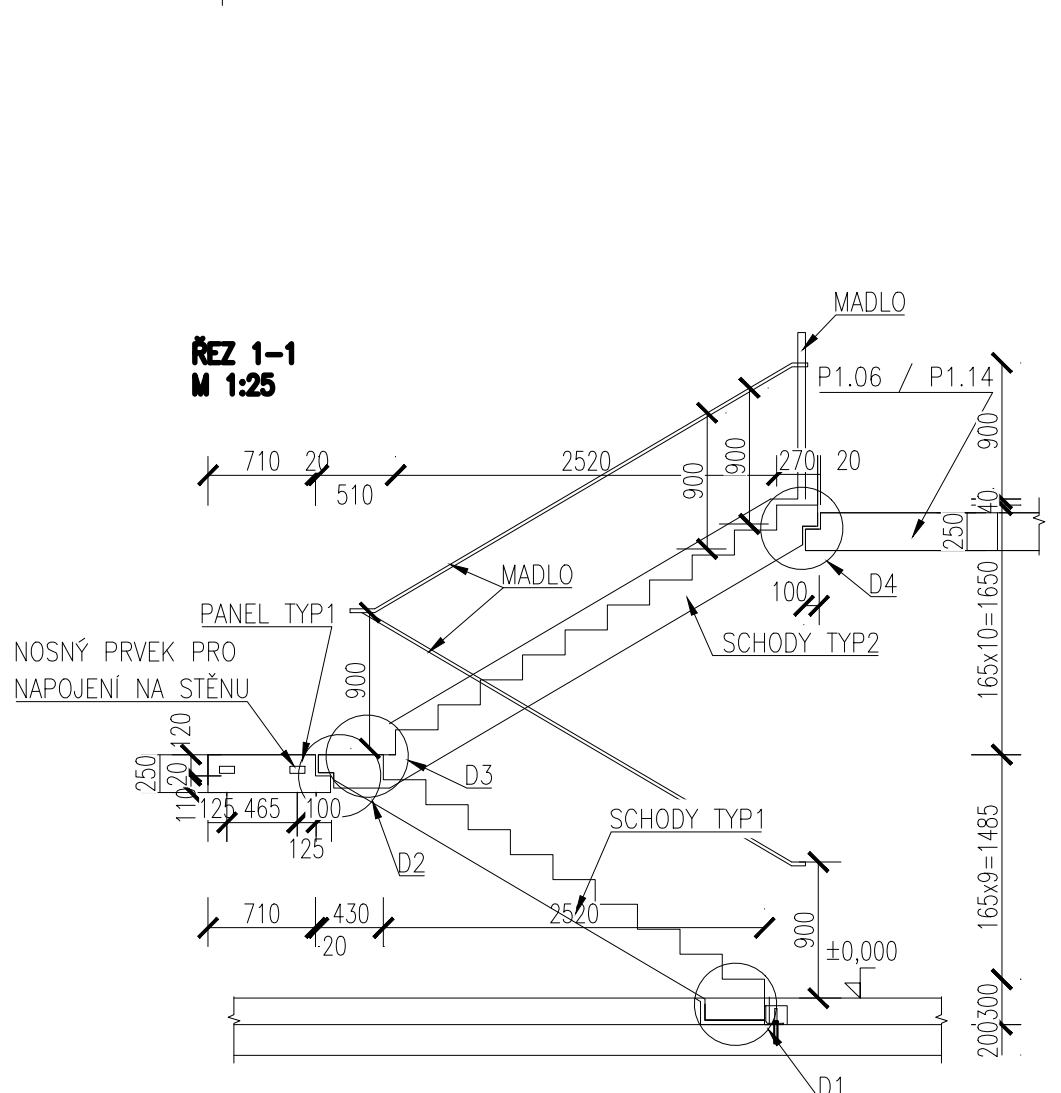 MADLO
ŘEZ 1-1
M 1:25
P1.06 / P1.14
900
710
20
2520
270
20
510
900
900
40
250
MADLO
D4
100
PANEL TYP1
SCHODY TYP2
165x10=1650
NOSNÝ PRVEK PRO
NAPOJENÍ NA STĚNU
900
120
250
20
110
D3
125
465
100
125
SCHODY TYP1
D2
165x9=1485
710
430
2520
20
900
±0,000
300
200
D1